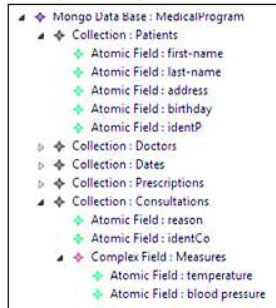 Mongo Data Base : MedicalProgram
Collection : Patients
Atomic Field : first-name
Atomic Field : last-name
Atomic Field : address
Atomic Field : birthday
Atomic Field : identP
Collection : Doctors
Collection : Dates
Collection : Prescriptions
Collection : Consultations
Atomic Field : reason
Atomic Field : identCo
Complex Field : Measures
Atomic Field : temperature
Atomic Field : blood pressure